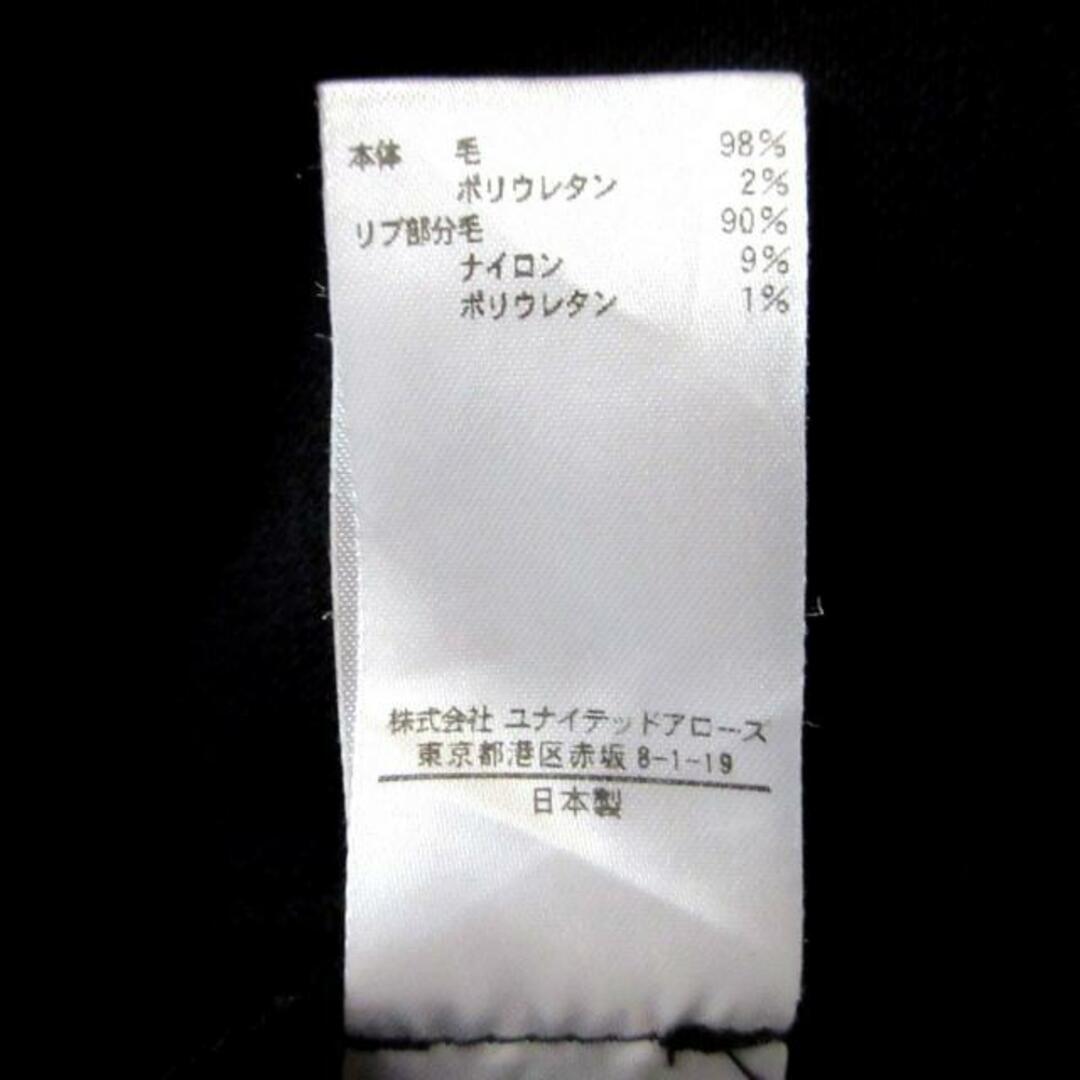 本体 毛 98%
ポリウレタン 2%
リブ部分毛 90%
ナイロン 9%
ポリウレタン 1%
株式会社 ユナイテッドアローズ
東京都港区赤坂 8-1-19
日本製